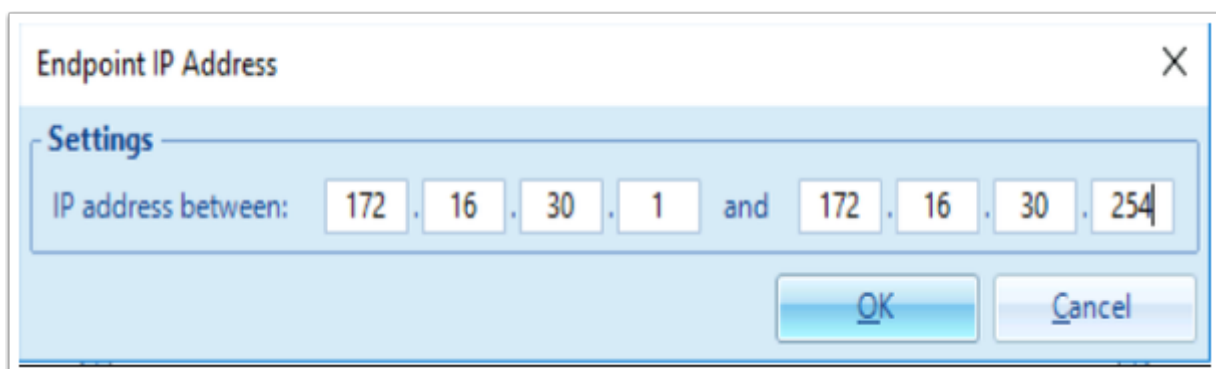 Endpoint IP Address
Settings
IP address between: 172 . 16 . 30 . 1 and 172 . 16 . 30 . 254
OK Cancel